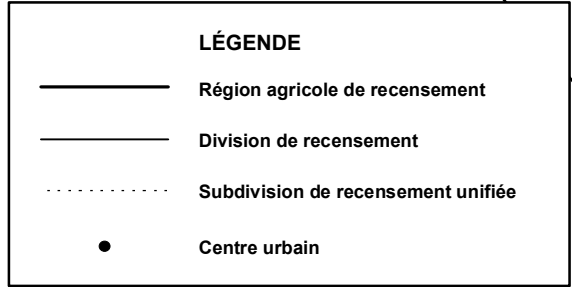 LÉGENDE
Région agricole de recensement
Division de recensement
Subdivision de recensement unifiée
Centre urbain